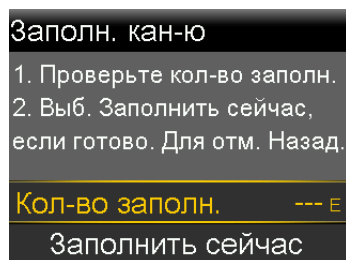 Заполн. кан-ю
1. Проверьте кол-во заполн.
2. Выб. Заполнить сейчас,
если готово. Для отм. Назад.
Кол-во заполн. --- Е
Заполнить сейчас